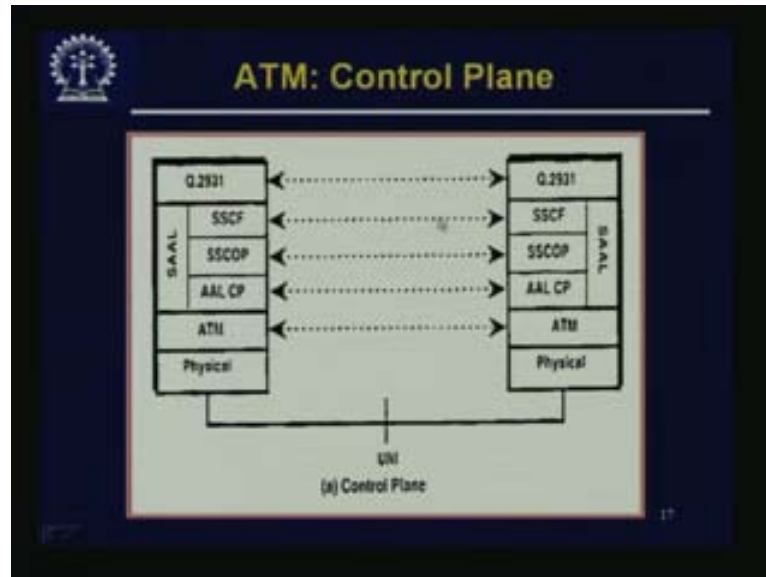 ATM: Control Plane
Q.2931 Q.2931
SSCF SSCF
SAAL SSCOP SSCOP SAAL
AAL CP AAL CP
ATM ATM
Physical Physical
UNI
(a) Control Plane
17